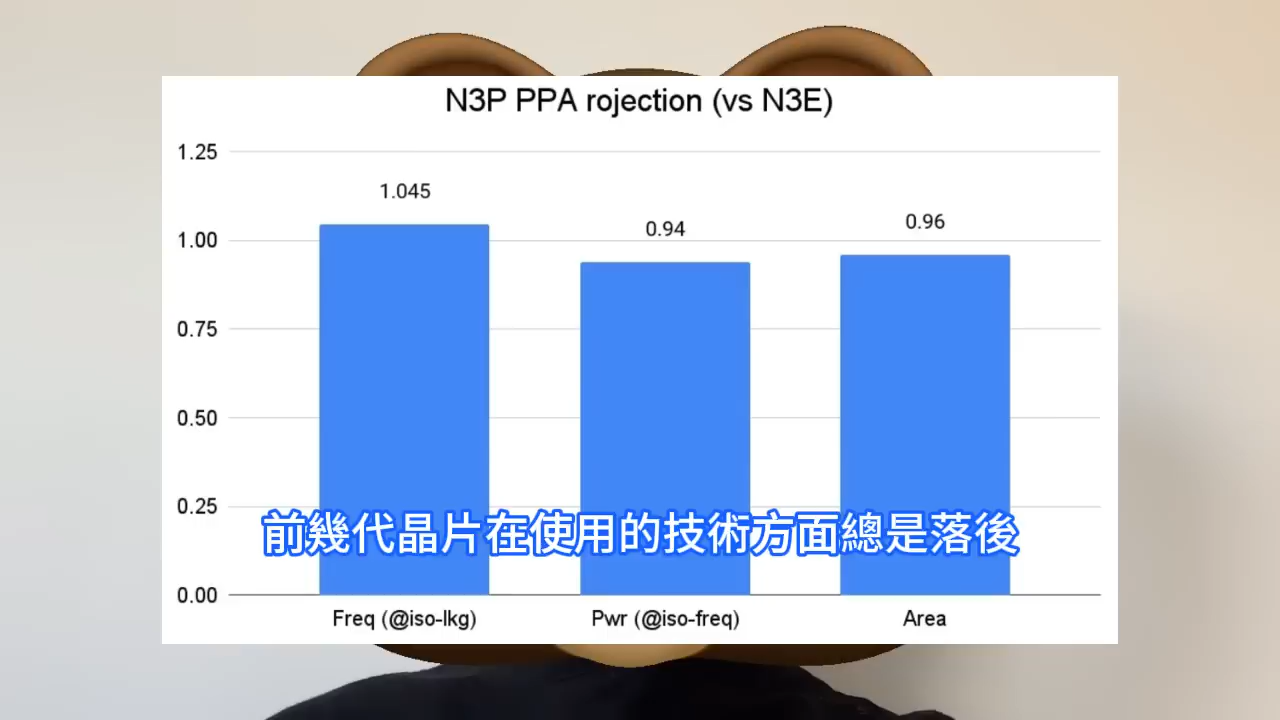 N3P PPA rojection (vs N3E)
1.25
1.045
1.00
0.94
0.96
0.75
0.50
0.25
前幾代晶片在使用的技術方面總是落後
0.00
Freq (@iso-lkg)
Pwr (@iso-freq)
Area